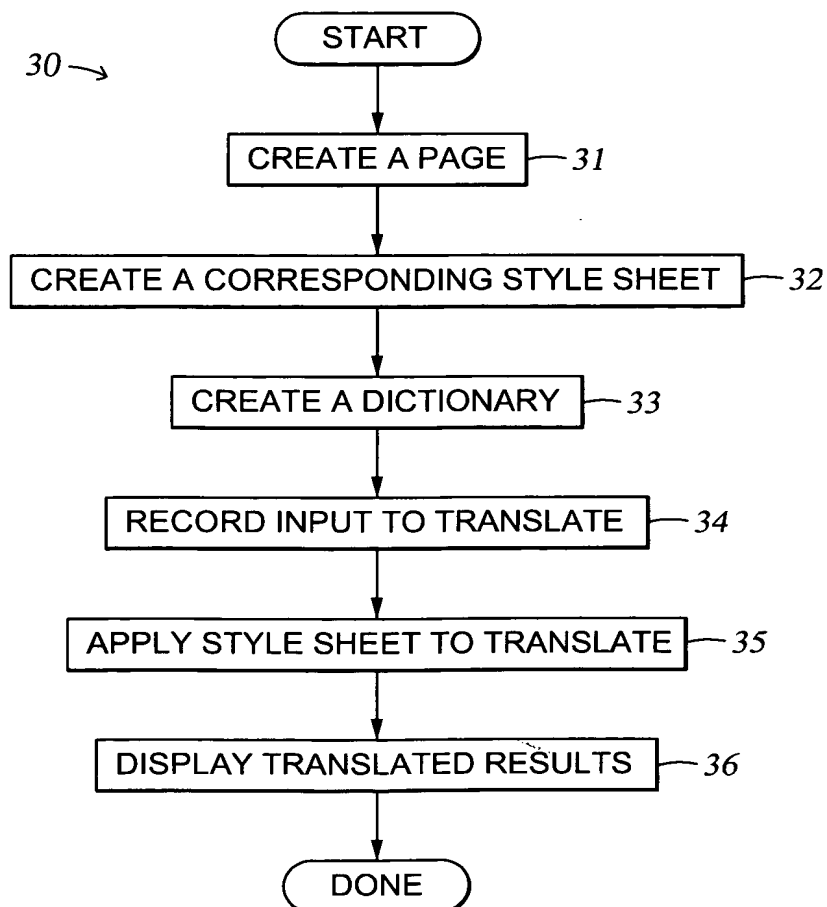 START
30
CREATE A PAGE 31
CREATE A CORRESPONDING STYLE SHEET 32
CREATE A DICTIONARY 33
RECORD INPUT TO TRANSLATE 34
APPLY STYLE SHEET TO TRANSLATE 35
DISPLAY TRANSLATED RESULTS 36
DONE